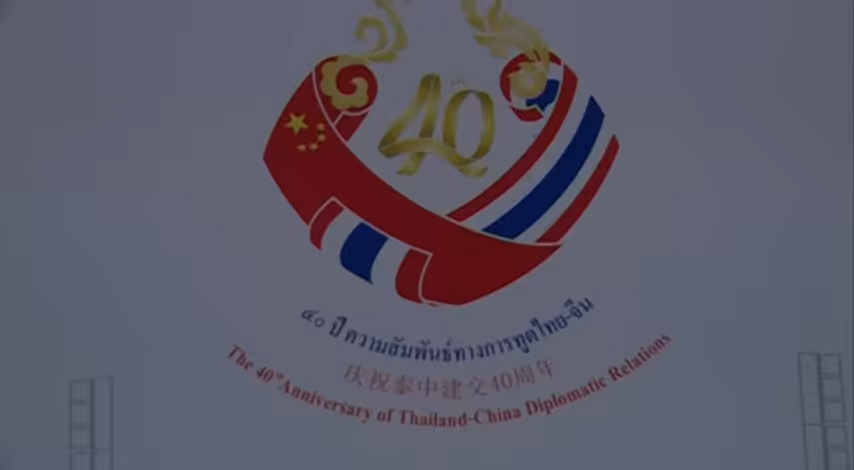 40
๔๐ ปี ความสัมพันธ์ทางการทูตไทย-จีน
庆祝泰中建交40周年
The 40th Anniversary of Thailand-China Diplomatic Relations